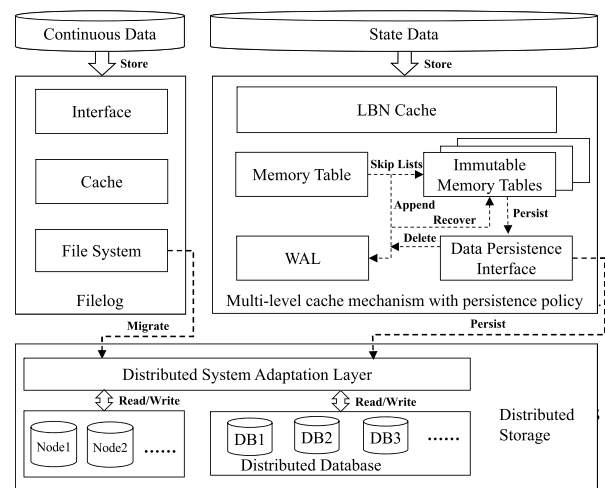 Continuous Data
State Data
Store
Store
Interface
LBN Cache
Cache
Memory Table
Skip Lists
Immutable
Memory Tables
Append
Recover
Persist
File System
WAL
Delete
Data Persistence
Interface
Filelog
Multi-level cache mechanism with persistence policy
Migrate
Persist
Distributed System Adaptation Layer
Read/Write
Read/Write
Node1
Node2
......
DB1
DB2
DB3
......
Distributed Database
Distributed
Storage